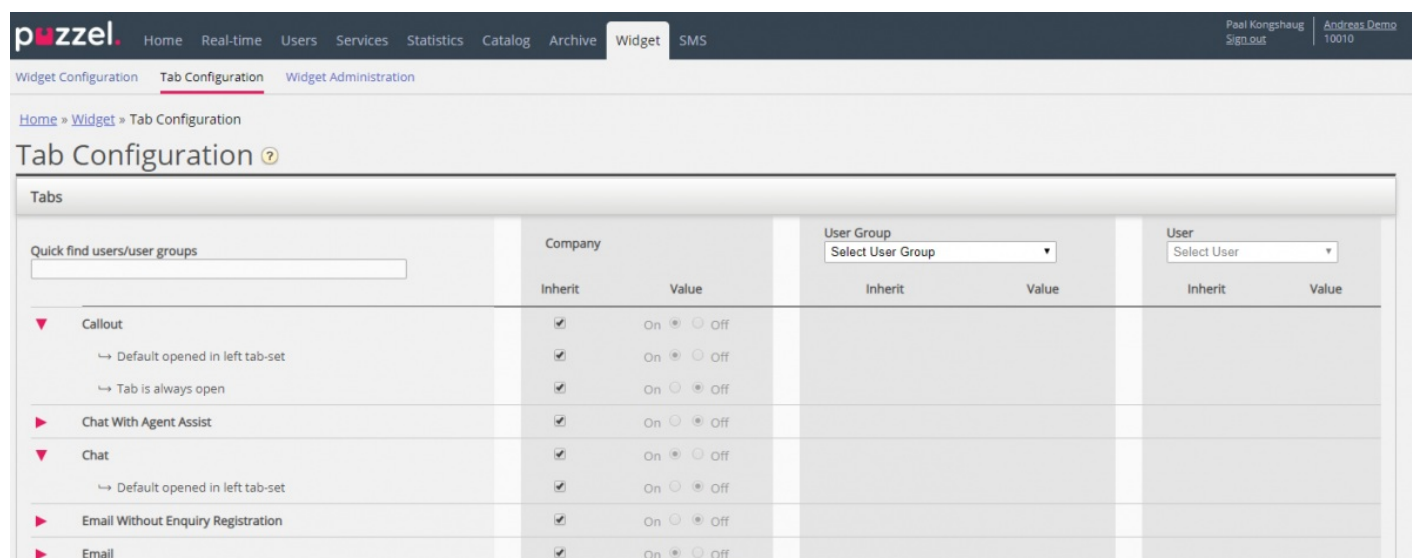 puzzel. Home Real-time Users Services Statistics Catalog Archive Widget SMS
Paal Kongshaug Andreas Demo
Sign out 10010
Widget Configuration Tab Configuration Widget Administration
Home » Widget » Tab Configuration
Tab Configuration ?
Tabs
Quick find users/user groups
Company
User Group
Select User Group
User
Select User
Inherit Value Inherit Value Inherit Value
Callout On Off
↪ Default opened in left tab-set On Off
↪ Tab is always open On Off
Chat With Agent Assist On Off
Chat On Off
↪ Default opened in left tab-set On Off
Email Without Enquiry Registration On Off
Email On Off